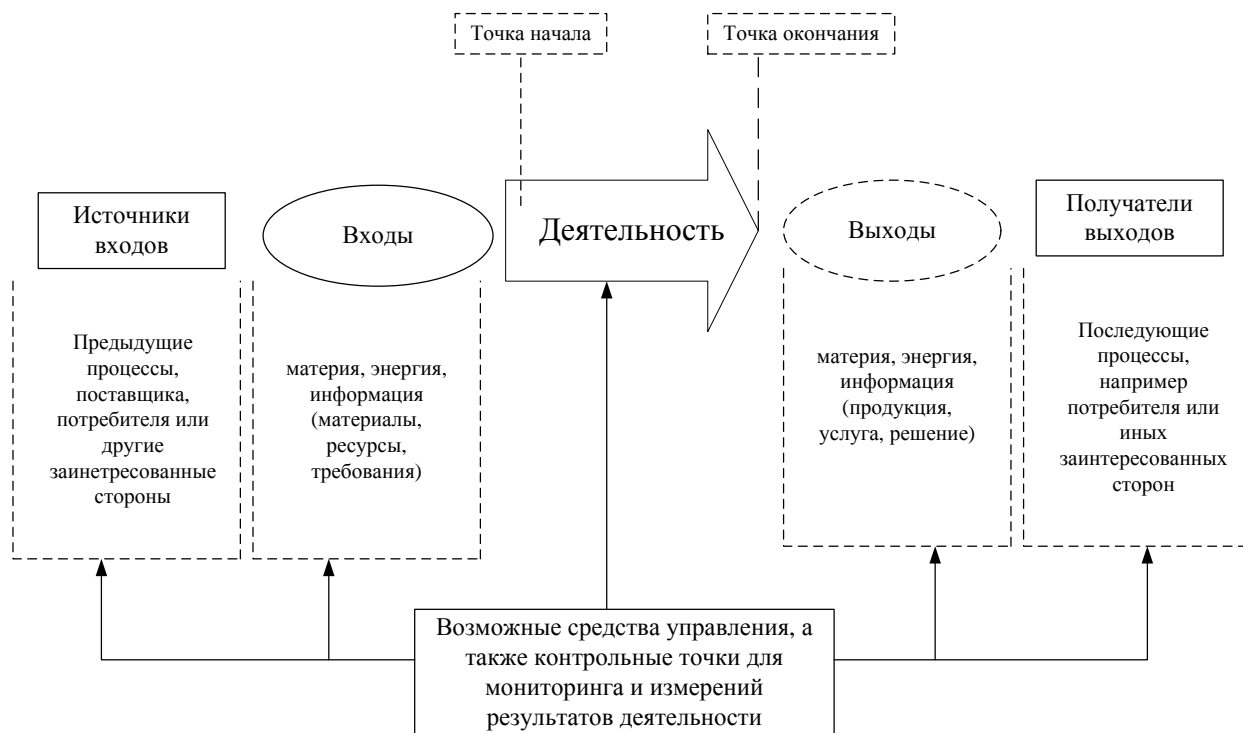 Точка начала
Точка окончания
Источники
входов
Входы
Деятельность
Выходы
Получатели
выходов
Предыдущие
процессы,
поставщика,
потребителя или
другие
заинетресованные
стороны
материя, энергия,
информация
(материалы,
ресурсы,
требования)
материя, энергия,
информация
(продукция,
услуга, решение)
Последующие
процессы,
например
потребителя или
иных
заинтересованных
сторон
Возможные средства управления, а
также контрольные точки для
мониторинга и измерений
результатов деятельности